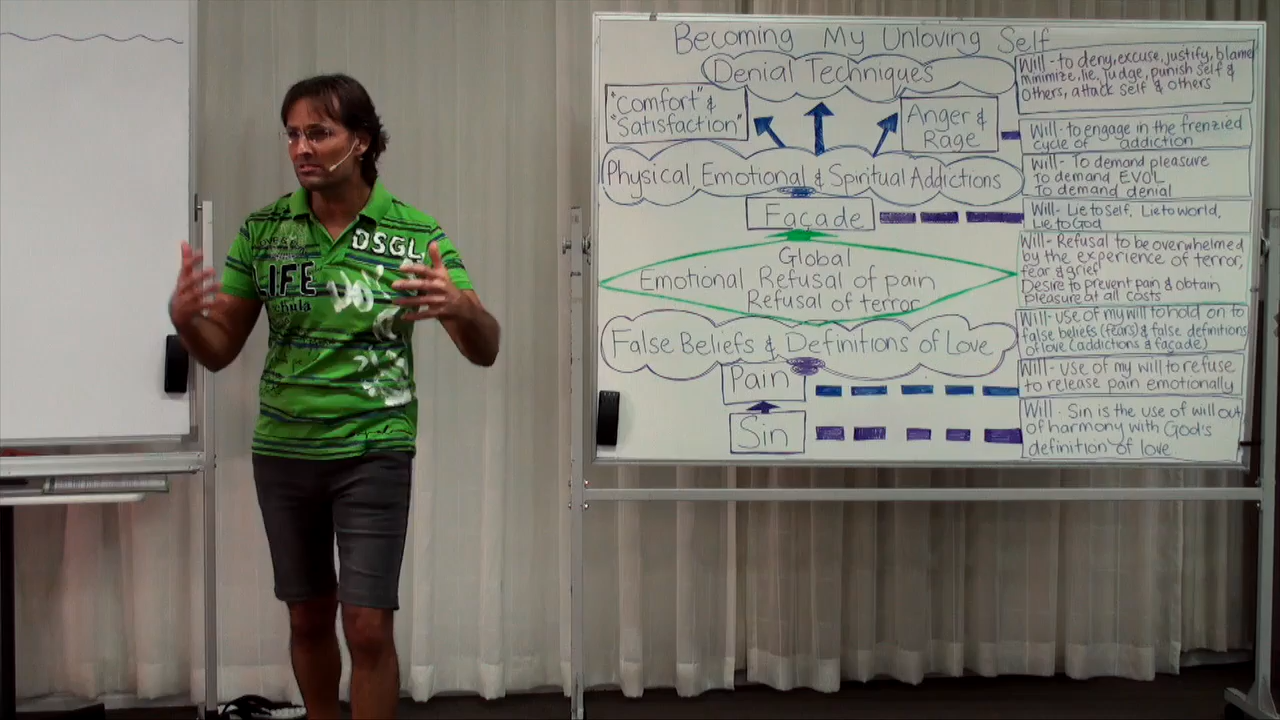 Becoming My Unloving Self
Denial Techniques
"Comfort" &
"Satisfaction"
Anger &
Rage
Physical Emotional & Spiritual Addictions
Façade
Global
Emotional Refusal of pain
Refusal of terror
False Beliefs & Definitions of Love
Pain
Sin
Will - to deny, excuse, justify, blame
minimize, lie, judge, punish self &
others, attack self & others
Will - to engage in the frenzied
cycle of addiction
Will - To demand pleasure
To demand EVOL
To demand denial
Will - Lie to Self, Lie to world,
Lie to God
Will - Refusal to be overwhelmed
by the experience of terror,
fear & grief
Desire to prevent pain & obtain
pleasure at all costs
Will - use of my will to hold on to
false beliefs (fears) & false definitions
of love (addictions & façade)
Will - use of my will to refuse
to release pain emotionally
Will - Sin is the use of will out
of harmony with God's
definition of love
DSGL
LIFE